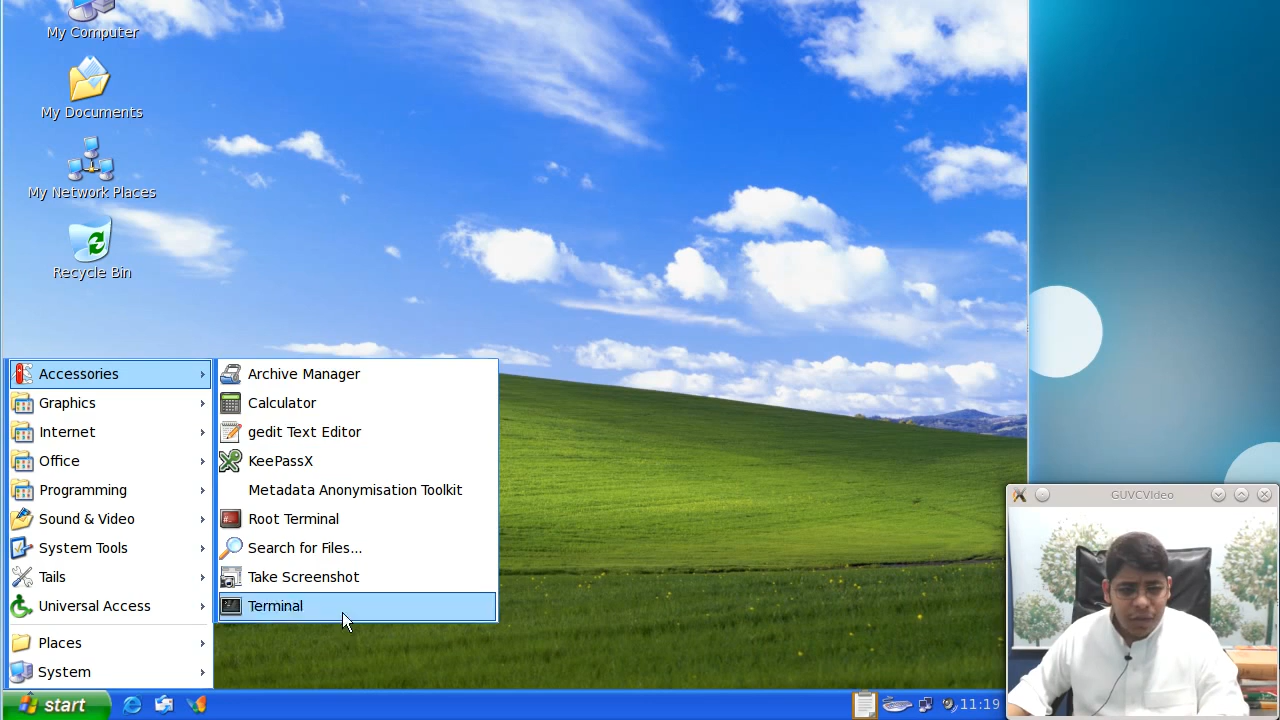 My Computer
My Documents
My Network Places
Recycle Bin
Accessories
Graphics
Internet
Office
Programming
Sound & Video
System Tools
Tails
Universal Access
Places
System
Archive Manager
Calculator
gedit Text Editor
KeePassX
Metadata Anonymisation Toolkit
Root Terminal
Search for Files...
Take Screenshot
Terminal
start
11:19
GUVCVIdeo